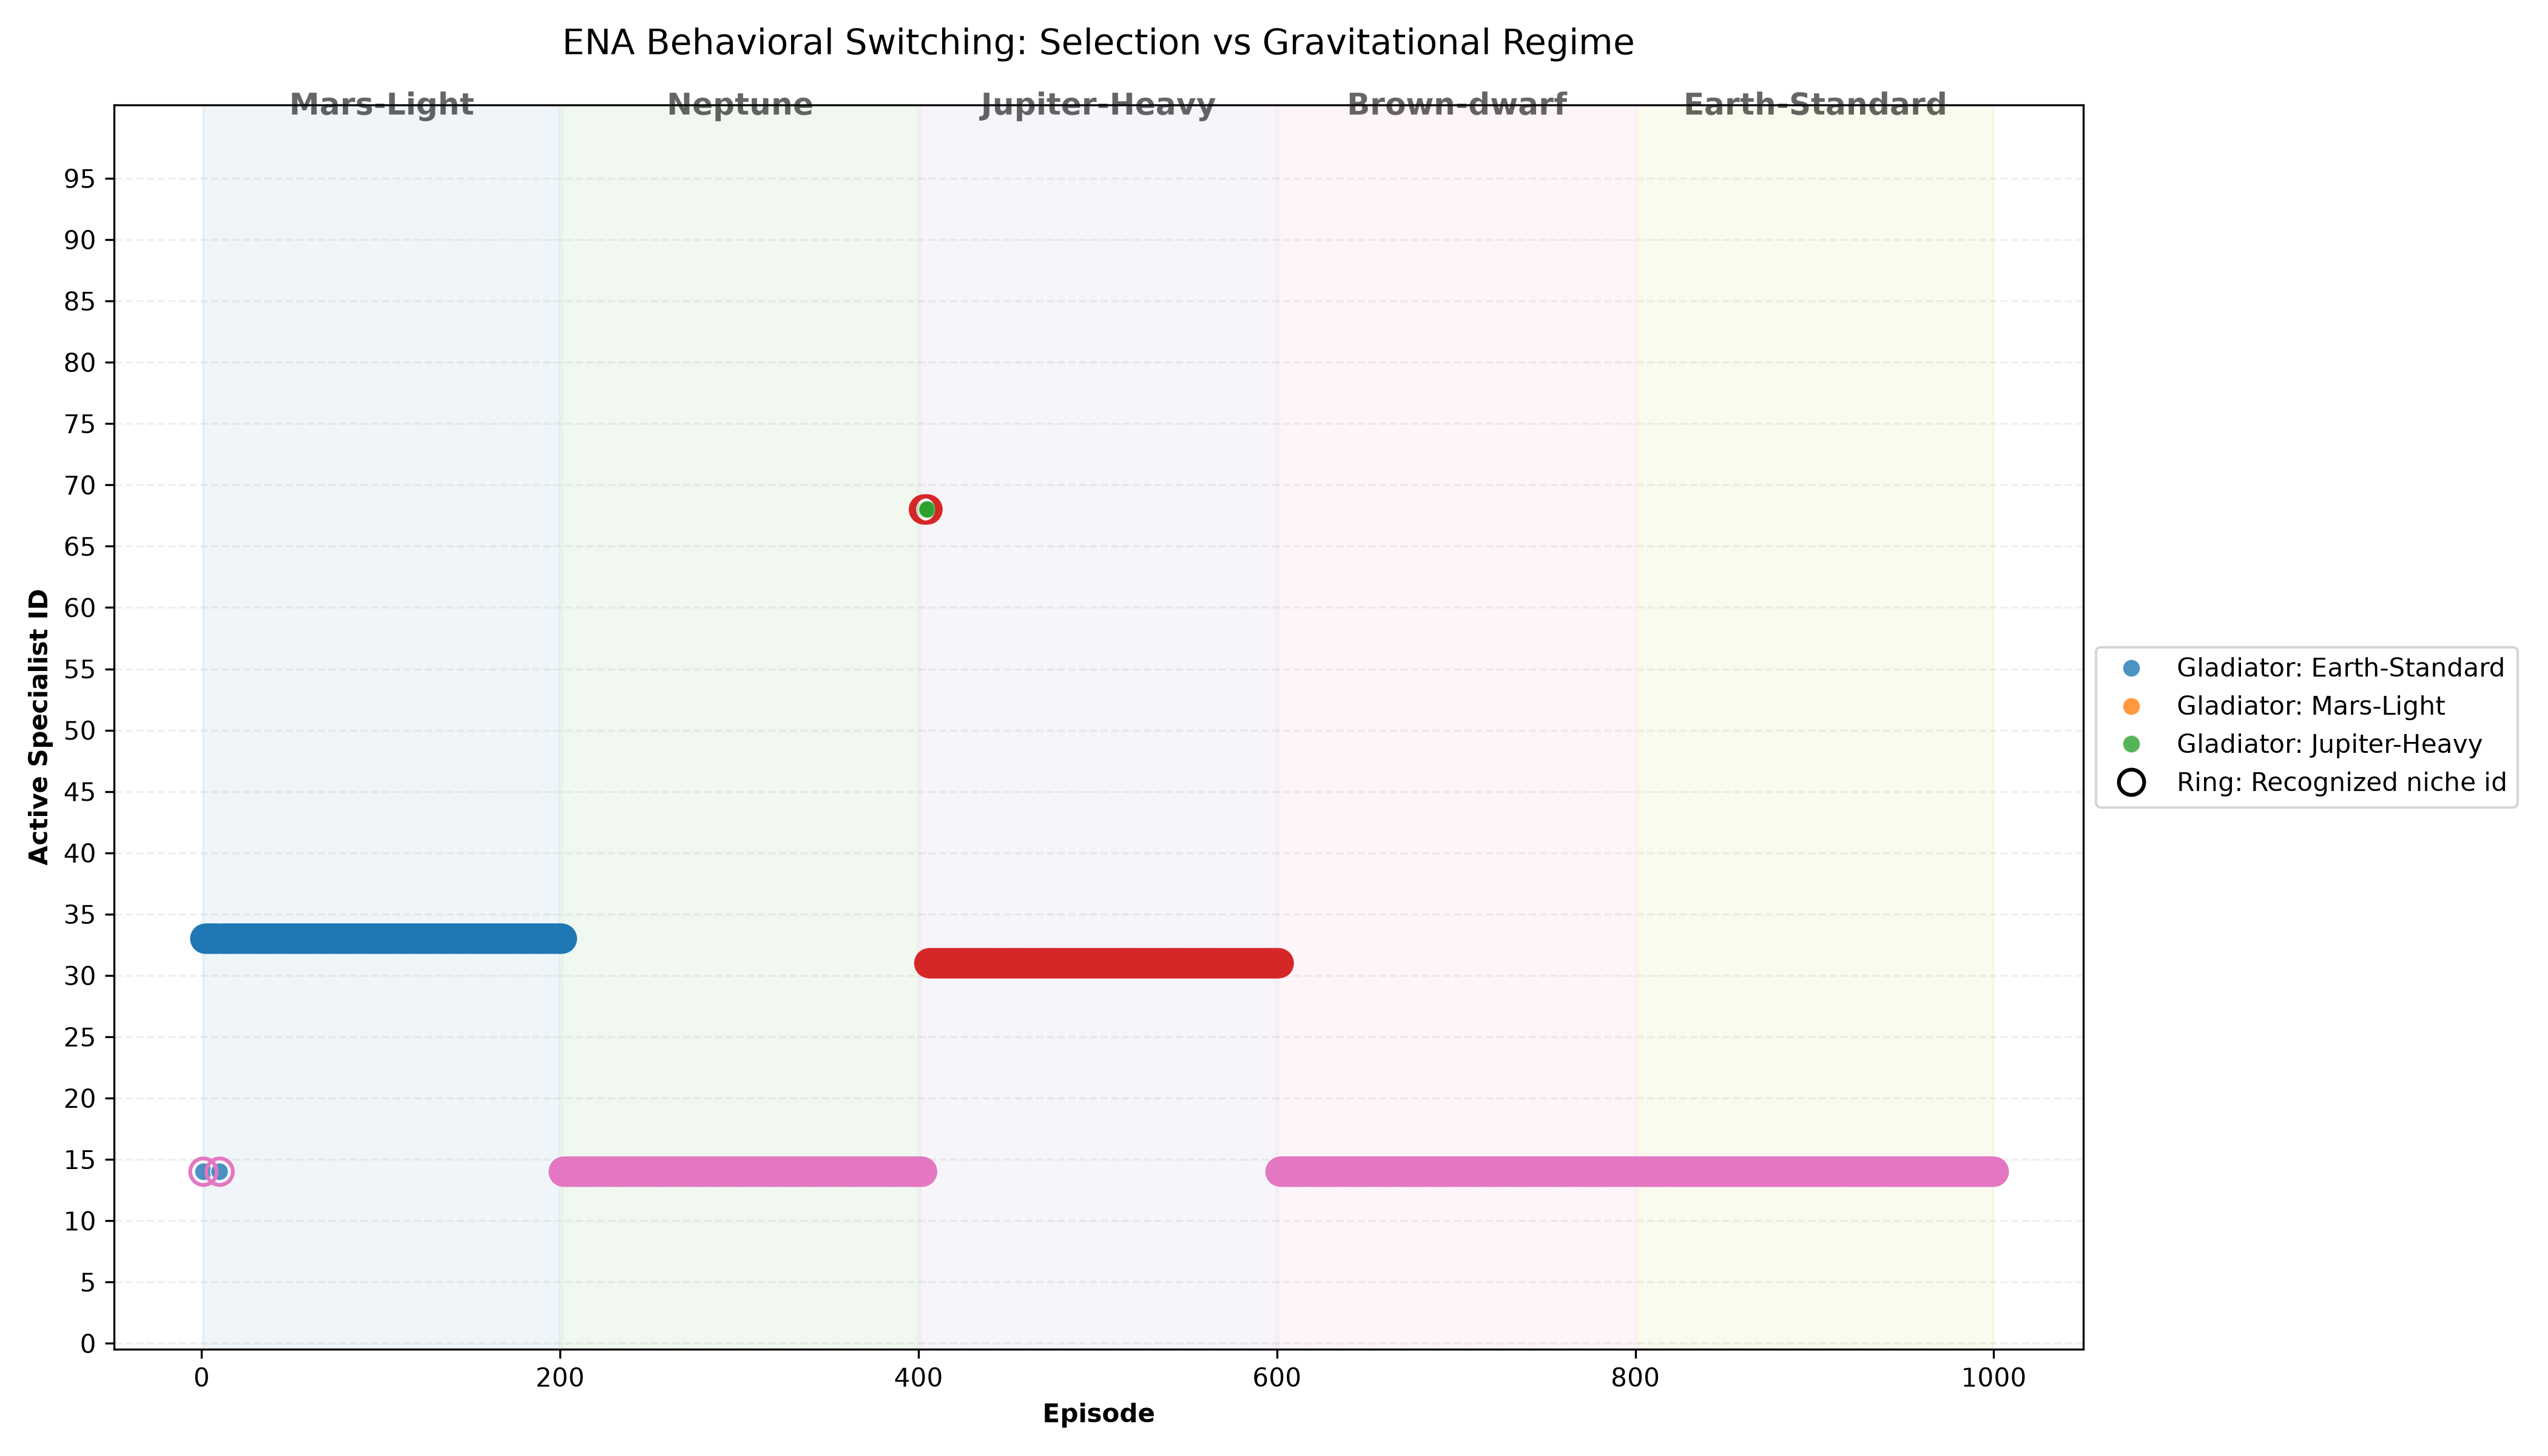 ENA Behavioral Switching: Selection vs Gravitational Regime
Mars-Light Neptune Jupiter-Heavy Brown-dwarf Earth-Standard
95
90
85
80
75
70
65
60
55
50
45
40
35
30
25
20
15
10
5
0
Active Specialist ID
0 200 400 600 800 1000
Episode
Gladiator: Earth-Standard
Gladiator: Mars-Light
Gladiator: Jupiter-Heavy
Ring: Recognized niche id